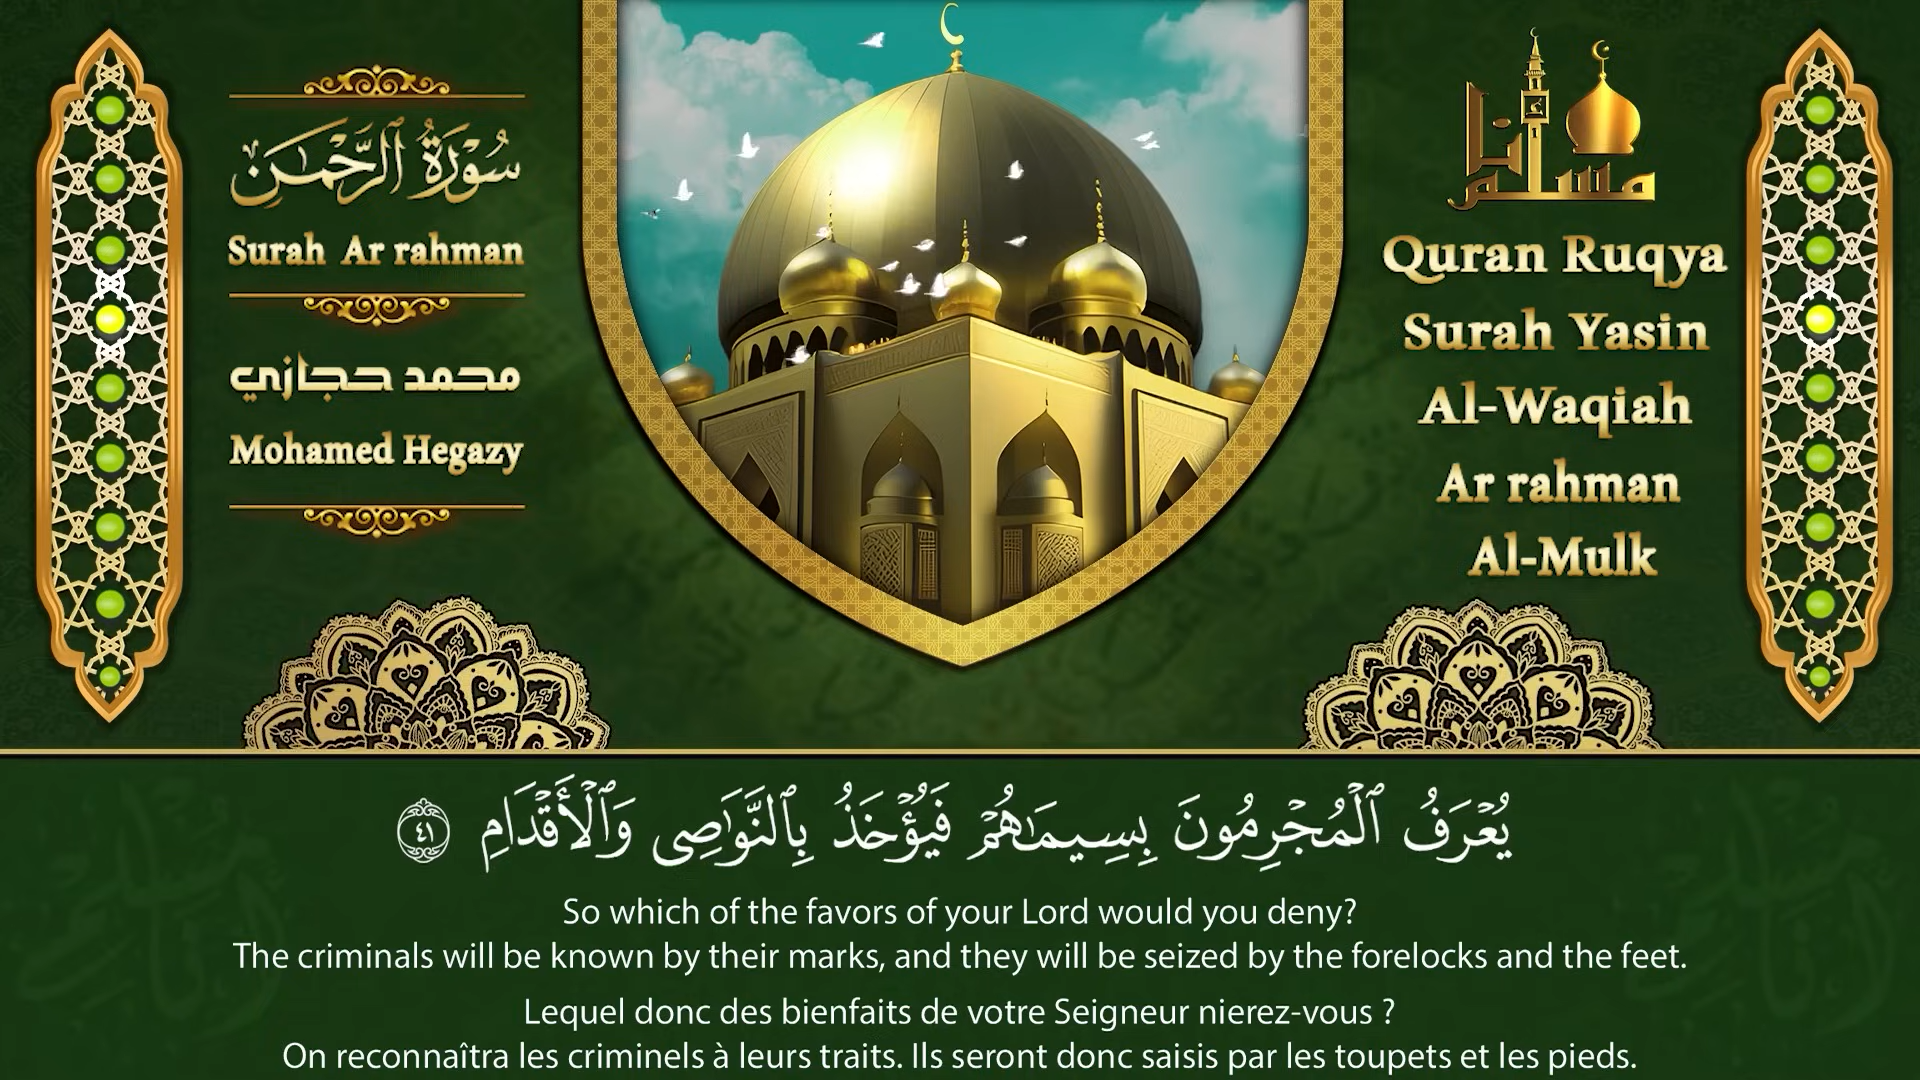 سُورَةُ ٱلرَّحْمَٰن
Surah Ar rahman
محمد حجازي
Mohamed Hegazy
أنا
مسلم
Quran Ruqya
Surah Yasin
Al-Waqiah
Ar rahman
Al-Mulk
يُعْرَفُ ٱلْمُجْرِمُونَ بِسِيمَٰهُمْ فَيُؤْخَذُ بِٱلنَّوَٰصِى وَٱلْأَقْدَامِ ٤١
So which of the favors of your Lord would you deny?
The criminals will be known by their marks, and they will be seized by the forelocks and the feet.
Lequel donc des bienfaits de votre Seigneur nierez-vous ?
On reconnaîtra les criminels à leurs traits. Ils seront donc saisis par les toupets et les pieds.